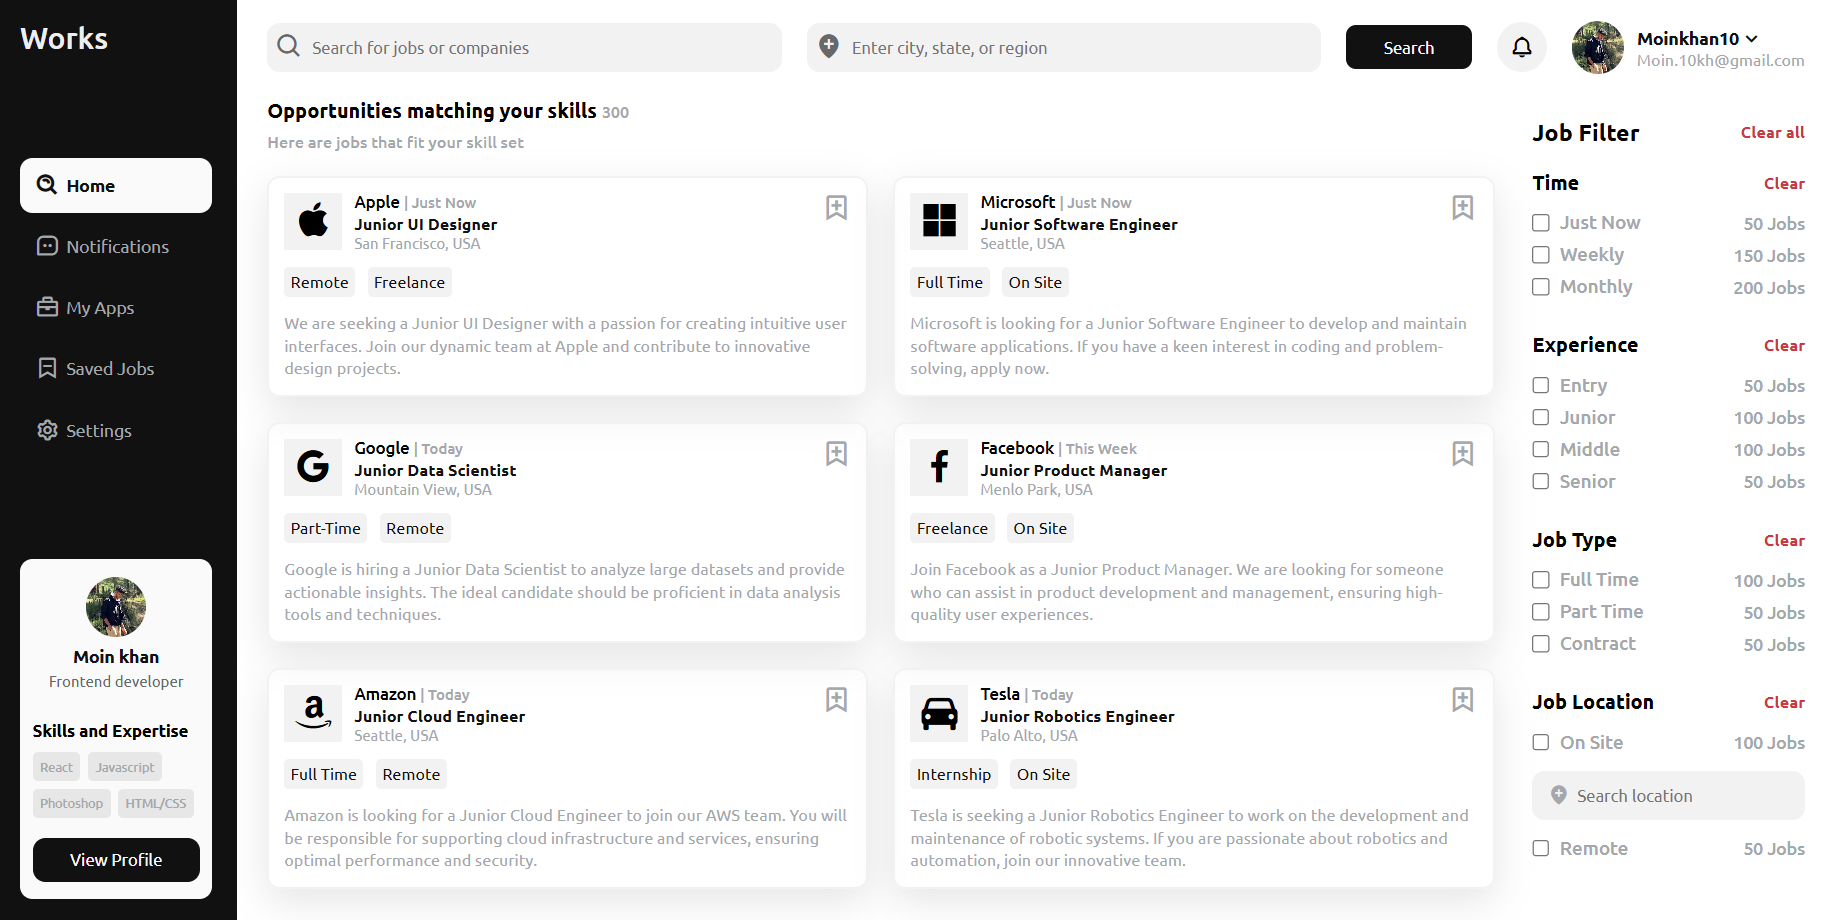 Works
Home
Notifications
My Apps
Saved Jobs
Settings
Moin khan
Frontend developer
Skills and Expertise
React Javascript
Photoshop HTML/CSS
View Profile
Search for jobs or companies
Enter city, state, or region
Search
Moinkhan10
Moin.10kh@gmail.com
Opportunities matching your skills 300
Here are jobs that fit your skill set
Apple | Just Now
Junior UI Designer
San Francisco, USA
Remote Freelance
We are seeking a Junior UI Designer with a passion for creating intuitive user
interfaces. Join our dynamic team at Apple and contribute to innovative
design projects.
Microsoft | Just Now
Junior Software Engineer
Seattle, USA
Full Time On Site
Microsoft is looking for a Junior Software Engineer to develop and maintain
software applications. If you have a keen interest in coding and problem-
solving, apply now.
Google | Today
Junior Data Scientist
Mountain View, USA
Part-Time Remote
Google is hiring a Junior Data Scientist to analyze large datasets and provide
actionable insights. The ideal candidate should be proficient in data analysis
tools and techniques.
Facebook | This Week
Junior Product Manager
Menlo Park, USA
Freelance On Site
Join Facebook as a Junior Product Manager. We are looking for someone
who can assist in product development and management, ensuring high-
quality user experiences.
Amazon | Today
Junior Cloud Engineer
Seattle, USA
Full Time Remote
Amazon is looking for a Junior Cloud Engineer to join our AWS team. You will
be responsible for supporting cloud infrastructure and services, ensuring
optimal performance and security.
Tesla | Today
Junior Robotics Engineer
Palo Alto, USA
Internship On Site
Tesla is seeking a Junior Robotics Engineer to work on the development and
maintenance of robotic systems. If you are passionate about robotics and
automation, join our innovative team.
Job Filter Clear all
Time Clear
Just Now 50 Jobs
Weekly 150 Jobs
Monthly 200 Jobs
Experience Clear
Entry 50 Jobs
Junior 100 Jobs
Middle 100 Jobs
Senior 50 Jobs
Job Type Clear
Full Time 100 Jobs
Part Time 50 Jobs
Contract 50 Jobs
Job Location Clear
On Site 100 Jobs
Search location
Remote 50 Jobs